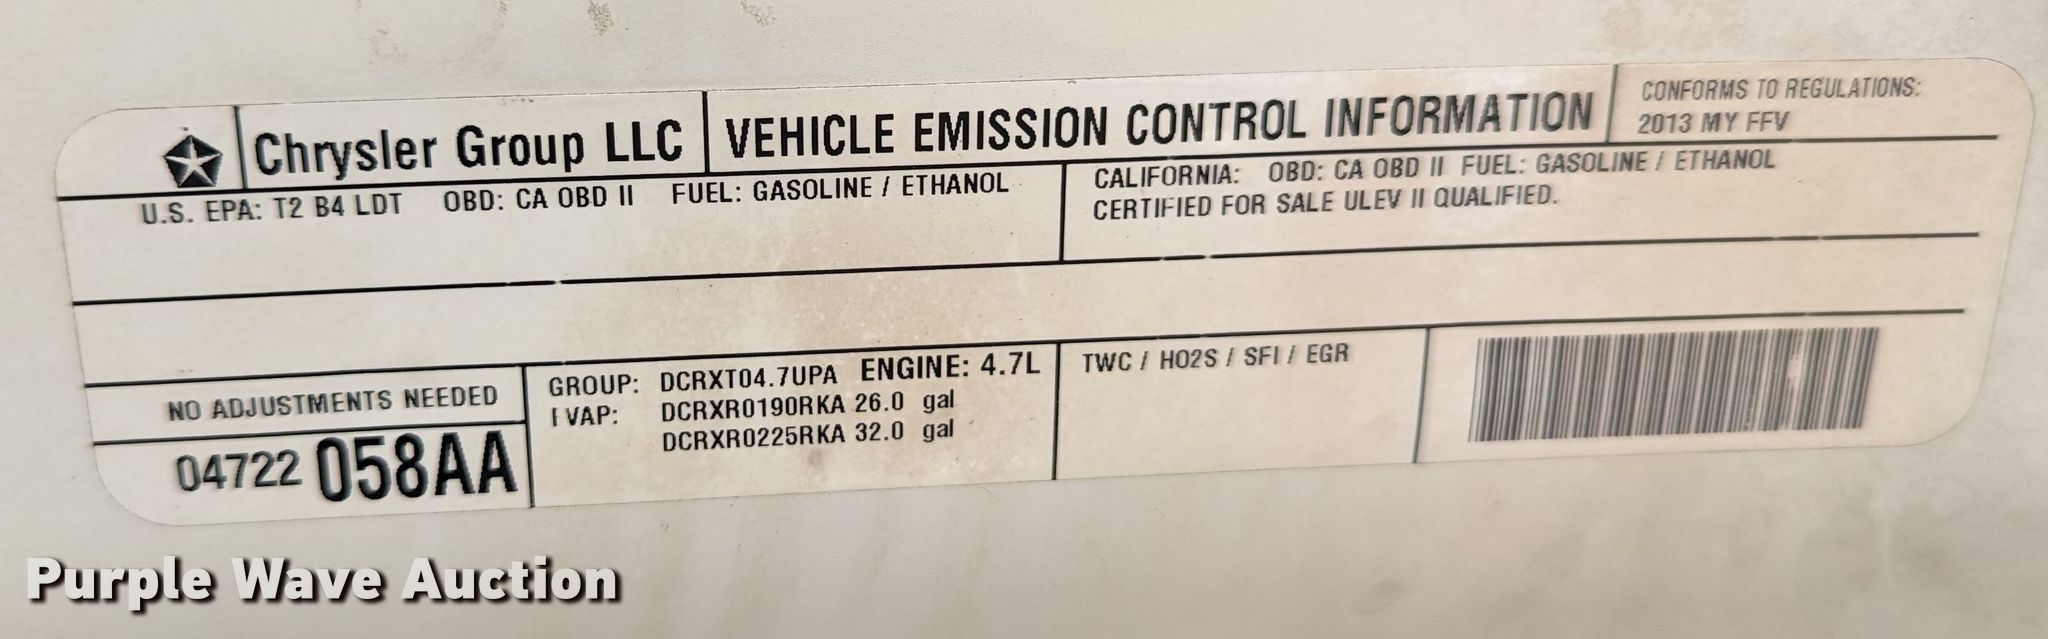 Chrysler Group LLC VEHICLE EMISSION CONTROL INFORMATION
CONFORMS TO REGULATIONS:
2013 MY FFV
U.S. EPA: T2 B4 LDT OBD: CA OBD II FUEL: GASOLINE / ETHANOL
CALIFORNIA: OBD: CA OBD II FUEL: GASOLINE / ETHANOL
CERTIFIED FOR SALE ULEV II QUALIFIED.
NO ADJUSTMENTS NEEDED
04722 058AA
GROUP: DCRXT04.7UPA ENGINE: 4.7L
EVAP: DCRXR0190RKA 26.0 gal
DCRXR0225RKA 32.0 gal
TWC / HO2S / SFI / EGR
Purple Wave Auction